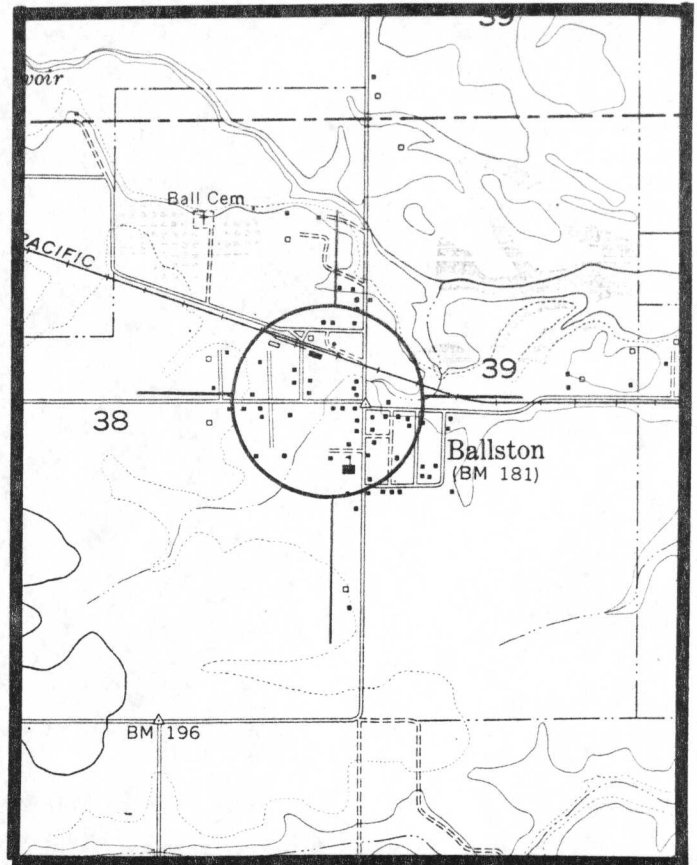 39
voir
Ball Cem
PACIFIC
39
38
Ballston
(BM 181)
BM 196